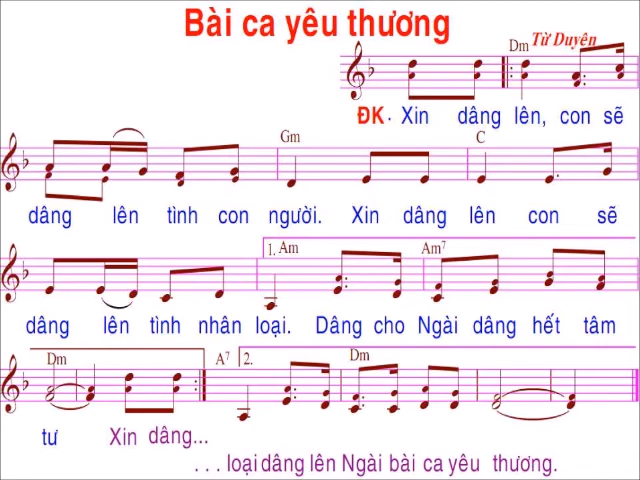 Bài ca yêu thương
Dm Từ Duyên
ĐK. Xin dâng lên, con sẽ
Gm C
dâng lên tình con người. Xin dâng lên con sẽ
1. Am Am7
dâng lên tình nhân loại. Dâng cho Ngài dâng hết tâm
Dm A7 2. Dm
tư Xin dâng...
...loại dâng lên Ngài bài ca yêu thương.